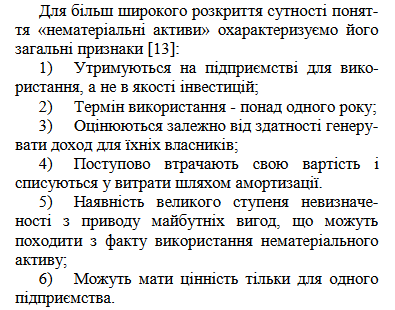 Для більш широкого розкриття сутності понят-
тя «нематеріальні активи» охарактеризуємо його
загальні признаки [13]:
1) Утримуються на підприємстві для вико-
ристання, а не в якості інвестицій;
2) Термін використання - понад одного року;
3) Оцінюються залежно від здатності генеру-
вати доход для їхніх власників;
4) Поступово втрачають свою вартість і
списуються у витрати шляхом амортизації.
5) Наявність великого ступеня невизначе-
ності з приводу майбутніх вигод, що можуть
походити з факту використання нематеріального
активу;
6) Можуть мати цінність тільки для одного
підприємства.